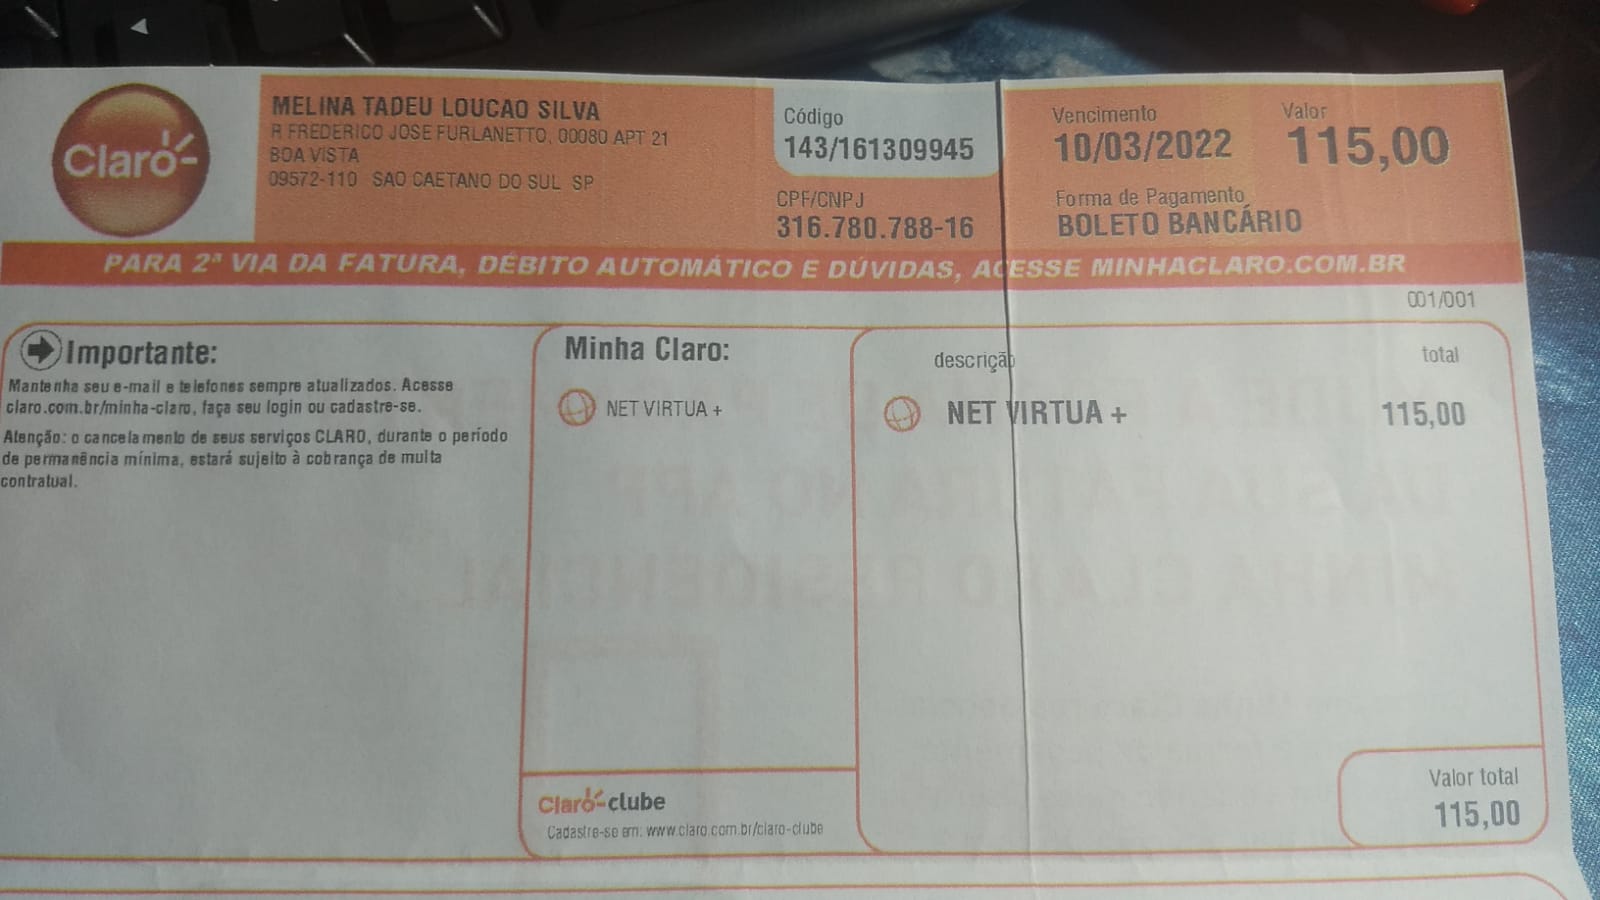 Claro
MELINA TADEU LOUCAO SILVA
R FREDERICO JOSE FURLANETTO, 00080 APT 21
BOA VISTA
09572-110 SAO CAETANO DO SUL SP
Código
143/161309945
CPF/CNPJ
316.780.788-16
Vencimento
10/03/2022
Valor
115,00
Forma de Pagamento
BOLETO BANCÁRIO
PARA 2ª VIA DA FATURA, DÉBITO AUTOMÁTICO E DÚVIDAS, ACESSE MINHACLARO.COM.BR
001/001
Importante:
Mantenha seu e-mail e telefones sempre atualizados. Acesse
claro.com.br/minha-claro, faça seu login ou cadastre-se.
Atenção: o cancelamento de seus serviços CLARO, durante o período
de permanência mínima, estará sujeito à cobrança de multa
contratual.
Minha Claro:
NET VIRTUA +
Claro clube
Cadastre-se em: www.claro.com.br/claro-clube
descrição
total
NET VIRTUA +
115,00
Valor total
115,00